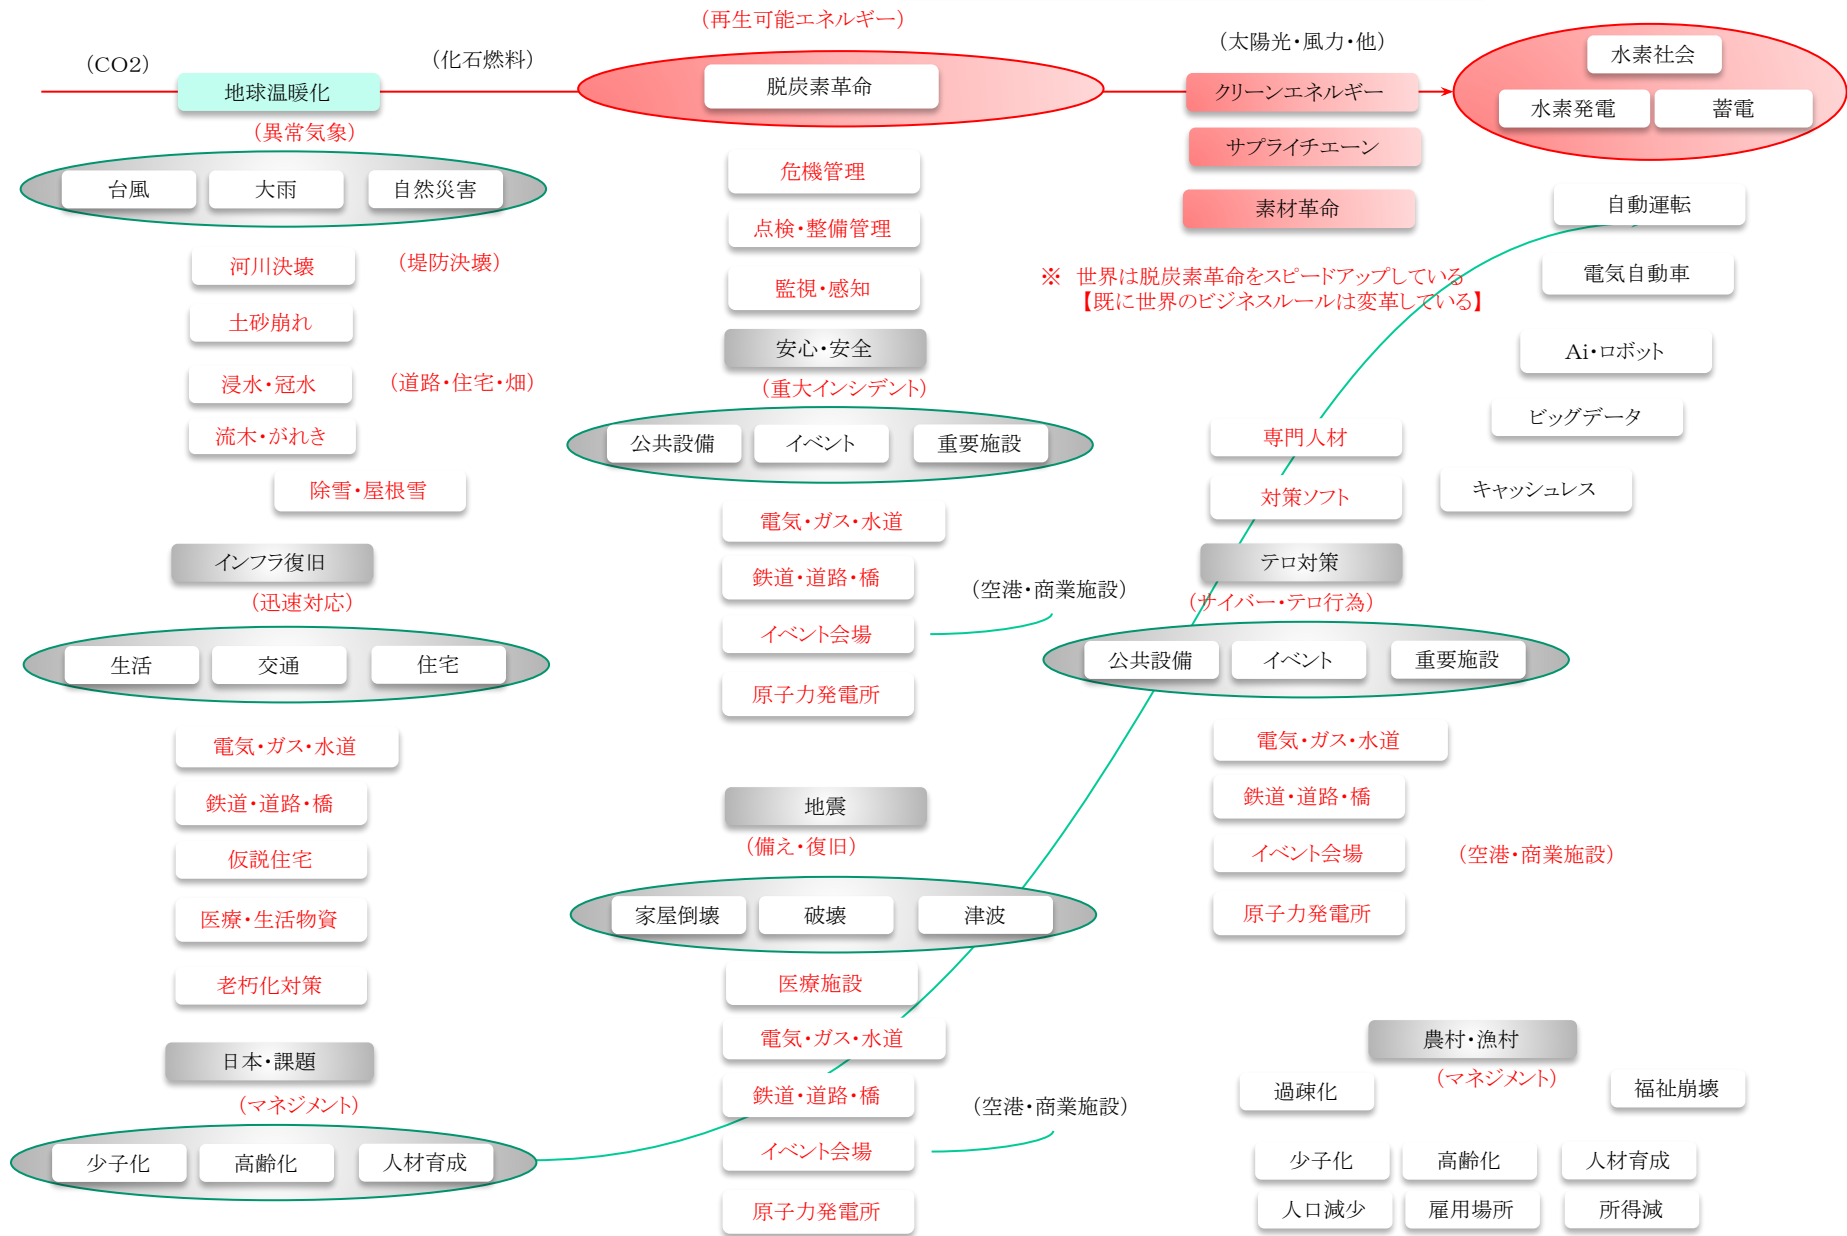 （再生可能エネルギー）
（CO2）
（化石燃料）
（太陽光・風力・他）
地球温暖化
脱炭素革命
クリーンエネルギー
水素社会
水素発電
蓄電
（異常気象）
台風
大雨
自然災害
河川決壊
（堤防決壊）
土砂崩れ
浸水・冠水
（道路・住宅・畑）
流木・がれき
除雪・屋根雪
インフラ復旧
（迅速対応）
生活
交通
住宅
電気・ガス・水道
鉄道・道路・橋
仮説住宅
医療・生活物資
老朽化対策
日本・課題
（マネジメント）
少子化
高齢化
人材育成
危機管理
点検・整備管理
監視・感知
安心・安全
（重大インシデント）
公共設備
イベント
重要施設
電気・ガス・水道
鉄道・道路・橋
（空港・商業施設）
イベント会場
原子力発電所
地震
（備え・復旧）
家屋倒壊
破壊
津波
医療施設
電気・ガス・水道
鉄道・道路・橋
（空港・商業施設）
イベント会場
原子力発電所
サプライチエーン
素材革命
※　世界は脱炭素革命をスピードアップしている
【既に世界のビジネスルールは変革している】
自動運転
電気自動車
Ai・ロボット
ビッグデータ
キャッシュレス
専門人材
対策ソフト
テロ対策
（サイバー・テロ行為）
公共設備
イベント
重要施設
電気・ガス・水道
鉄道・道路・橋
イベント会場
（空港・商業施設）
原子力発電所
農村・漁村
（マネジメント）
過疎化
福祉崩壊
少子化
高齢化
人材育成
人口減少
雇用場所
所得減